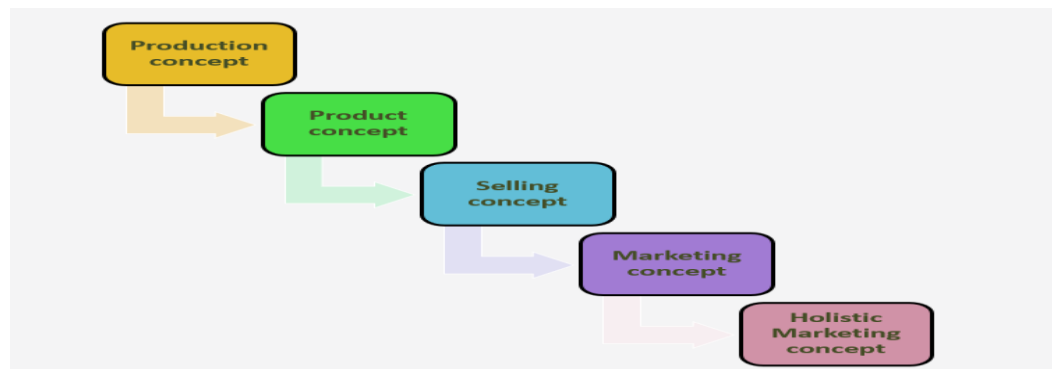 Production
concept
Product
concept
Selling
concept
Marketing
concept
Holistic
Marketing
concept